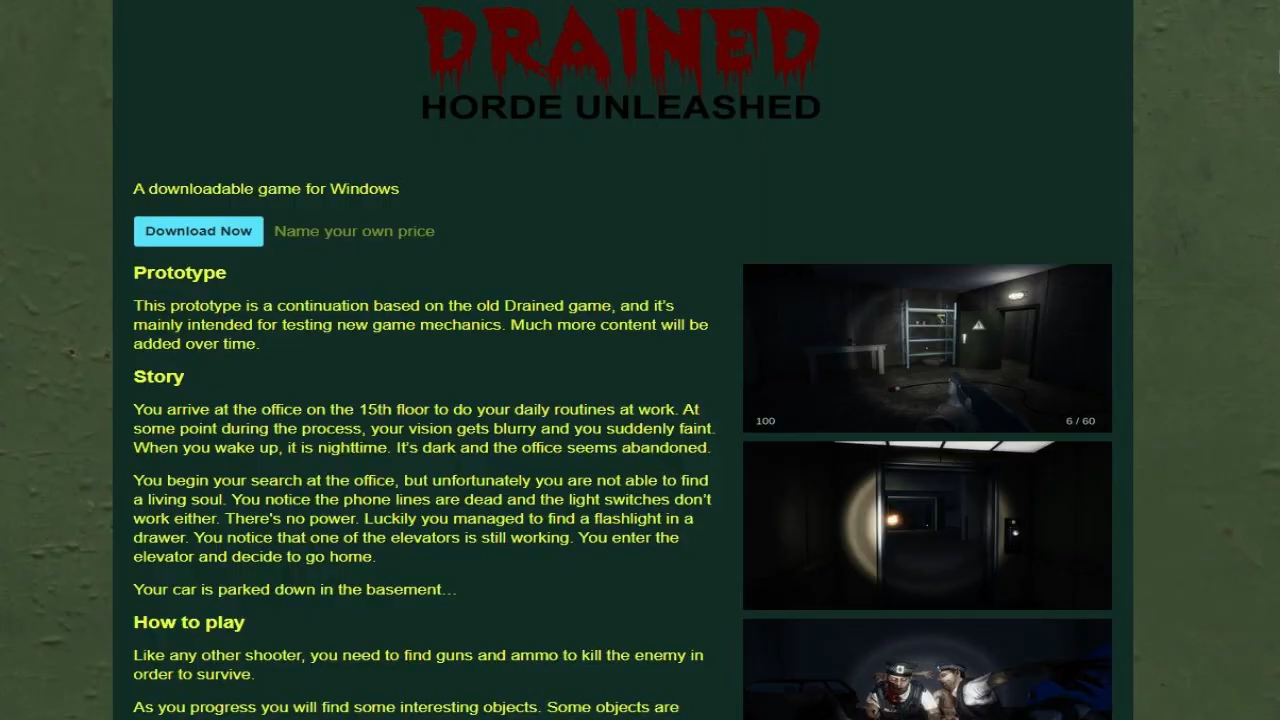 DRAINED
HORDE UNLEASHED
A downloadable game for Windows
Download Now Name your own price
Prototype
This prototype is a continuation based on the old Drained game, and it's
mainly intended for testing new game mechanics. Much more content will be
added over time.
Story
You arrive at the office on the 15th floor to do your daily routines at work. At
some point during the process, your vision gets blurry and you suddenly faint.
When you wake up, it is nighttime. It's dark and the office seems abandoned.
You begin your search at the office, but unfortunately you are not able to find
a living soul. You notice the phone lines are dead and the light switches don't
work either. There's no power. Luckily you managed to find a flashlight in a
drawer. You notice that one of the elevators is still working. You enter the
elevator and decide to go home.
Your car is parked down in the basement…
How to play
Like any other shooter, you need to find guns and ammo to kill the enemy in
order to survive.
As you progress you will find some interesting objects. Some objects are
100
6 / 60